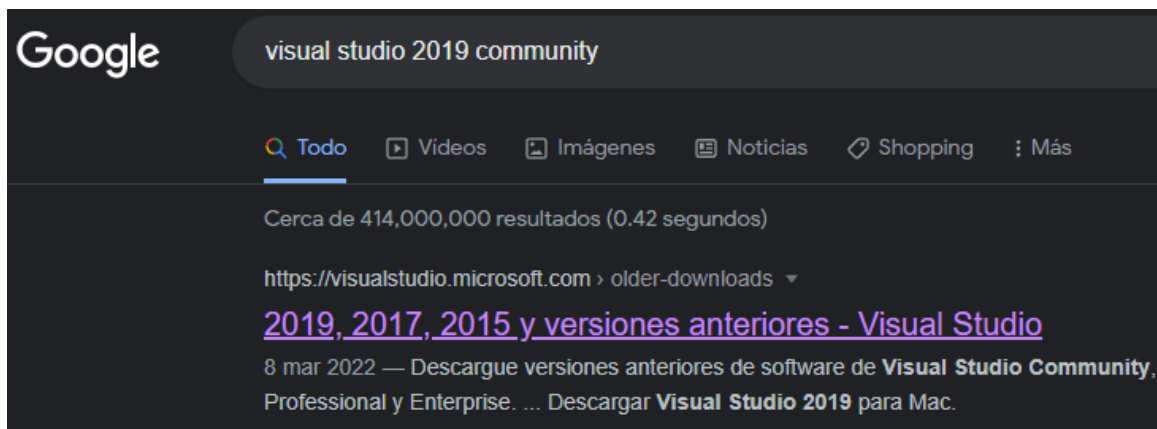 Google
visual studio 2019 community
Todo Vídeos Imágenes Noticias Shopping Más
Cerca de 414,000,000 resultados (0.42 segundos)
https://visualstudio.microsoft.com › older-downloads
2019, 2017, 2015 y versiones anteriores - Visual Studio
8 mar 2022 — Descargue versiones anteriores de software de Visual Studio Community,
Professional y Enterprise. ... Descargar Visual Studio 2019 para Mac.